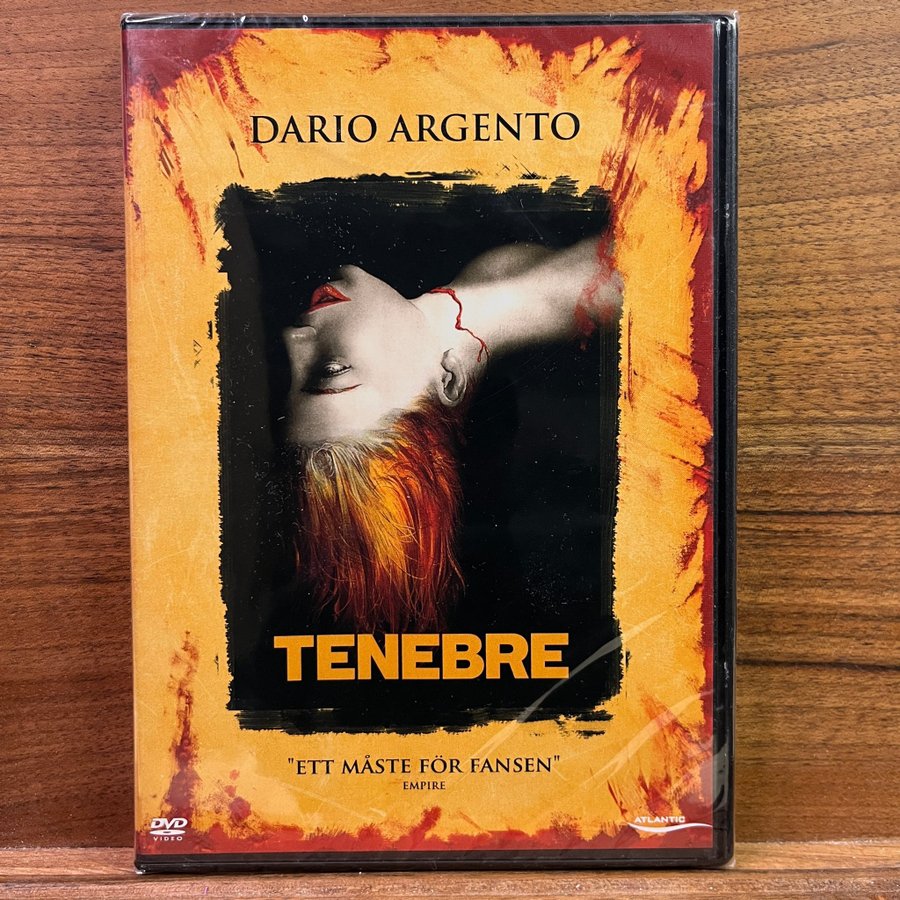 DARIO ARGENTO
TENEBRE
"ETT MÅSTE FÖR FANSEN"
EMPIRE
DVD
VIDEO
ATLANTIC